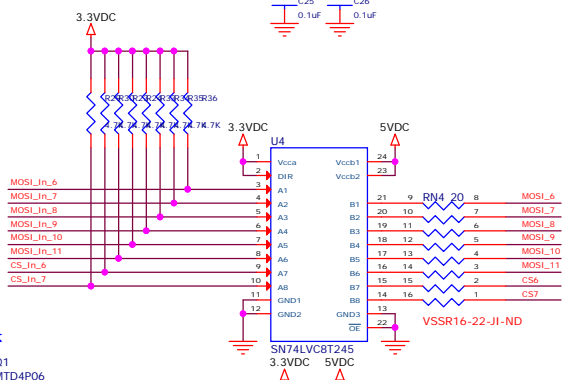 C25
C26
0.1uF
0.1uF
3.3VDC
R36
4.7K
3.3VDC
5VDC
U4
1 Vcca Vccb1 24
2 DIR Vccb2 23
MOSI_In_6 3 A1 B1 21 9 RN4 20 8 MOSI_6
MOSI_In_7 4 A2 B2 20 10 7 MOSI_7
MOSI_In_8 5 A3 B3 19 11 6 MOSI_8
MOSI_In_9 6 A4 B4 18 12 5 MOSI_9
MOSI_In_10 7 A5 B5 17 13 4 MOSI_10
MOSI_In_11 8 A6 B6 16 14 3 MOSI_11
CS_In_6 9 A7 B7 15 15 2 CS6
CS_In_7 10 A8 B8 14 16 1 CS7
11 GND1 GND3 13
12 GND2 OE 22
VSSR16-22-JI-ND
SN74LVC8T245
3.3VDC
5VDC
MTD4P06